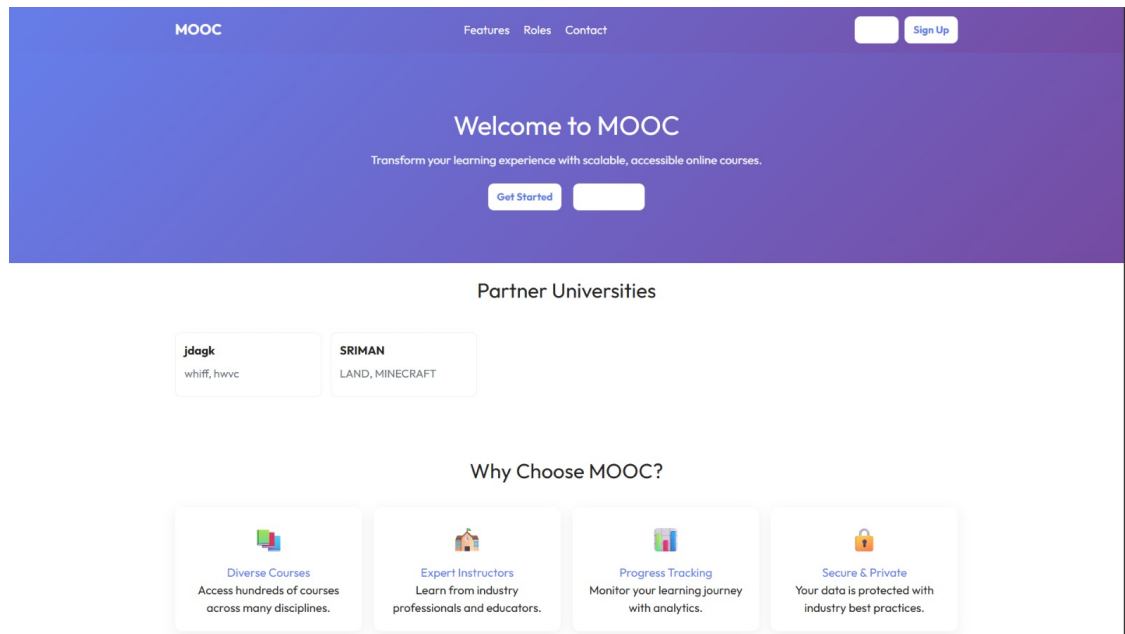 MOOC
Features Roles Contact
Sign Up
Welcome to MOOC
Transform your learning experience with scalable, accessible online courses.
Get Started
Partner Universities
jdagk
whiff, hwvc
SRIMAN
LAND, MINECRAFT
Why Choose MOOC?
Diverse Courses
Access hundreds of courses
across many disciplines.
Expert Instructors
Learn from industry
professionals and educators.
Progress Tracking
Monitor your learning journey
with analytics.
Secure & Private
Your data is protected with
industry best practices.